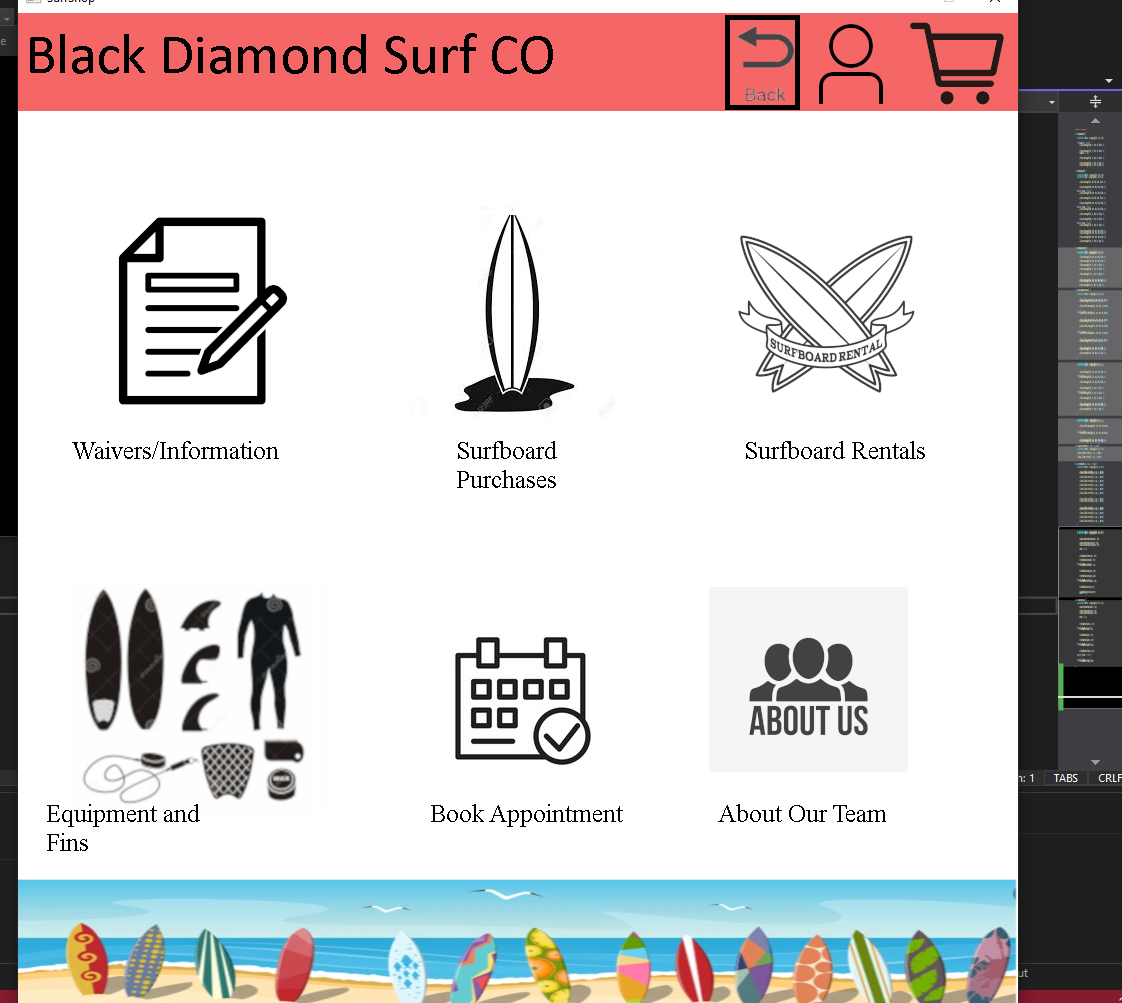 Black Diamond Surf CO
Back
SURFBOARD RENTAL
Waivers/Information
Surfboard
Purchases
Surfboard Rentals
WAX
ABOUT US
Equipment and
Fins
Book Appointment
About Our Team
TABS
CRLF